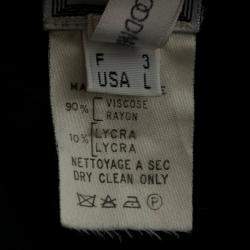 F 3
USA L
90% VISCOSE
RAYON
10% LYCRA
LYCRA
NETTOYAGE A SEC
DRY CLEAN ONLY
P